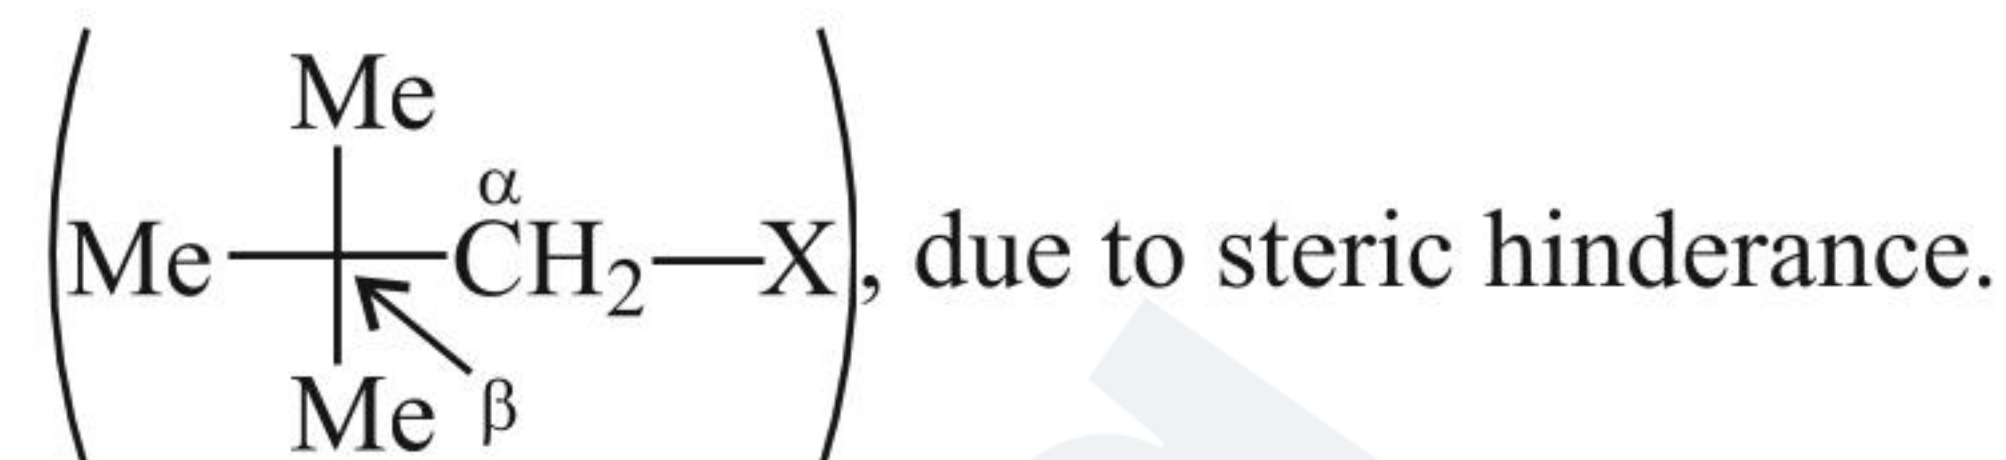 Me
α
Me CH₂—X , due to steric hinderance.
Me β